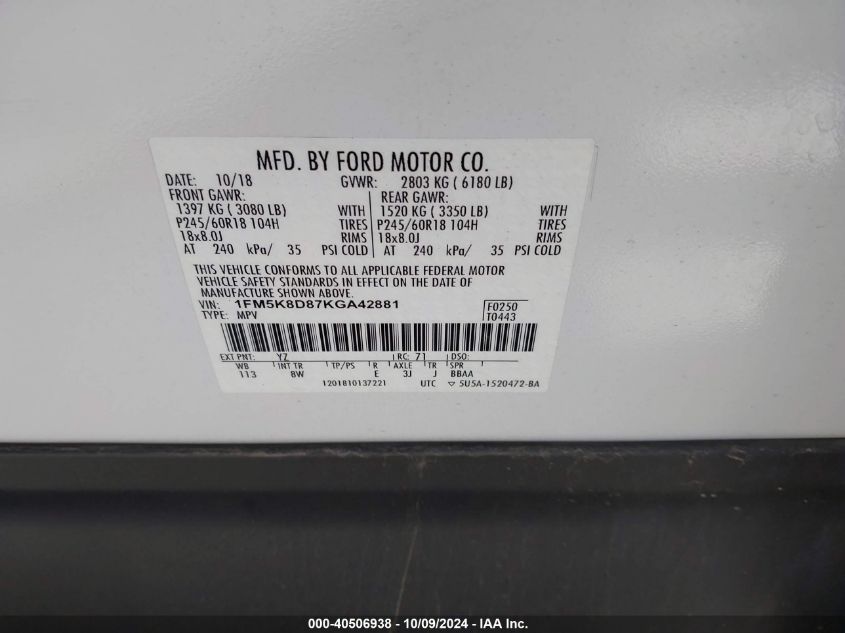 MFD. BY FORD MOTOR CO.
DATE: 10/18 GVWR: 2803 KG ( 6180 LB)
FRONT GAWR: REAR GAWR:
1397 KG ( 3080 LB) WITH 1520 KG ( 3350 LB) WITH
P245/60R18 104H TIRES P245/60R18 104H TIRES
18x8.0J RIMS 18x8.0J RIMS
AT 240 kPa/ 35 PSI COLD AT 240 kPa/ 35 PSI COLD
THIS VEHICLE CONFORMS TO ALL APPLICABLE FEDERAL MOTOR
VEHICLE SAFETY STANDARDS IN EFFECT ON THE DATE OF
MANUFACTURE SHOWN ABOVE.
VIN: 1FM5K8D87KGA42881 F0250
TYPE: MPV T0443
EXT PNT: YZ RC: 71 DSO:
WB INT TR TP/PS R AXLE TR SPR
113 8W E 3J J BBAA
1201810137221 UTC ▽ 5U5A-1520472-BA
000-40506938 - 10/09/2024 - IAA Inc.